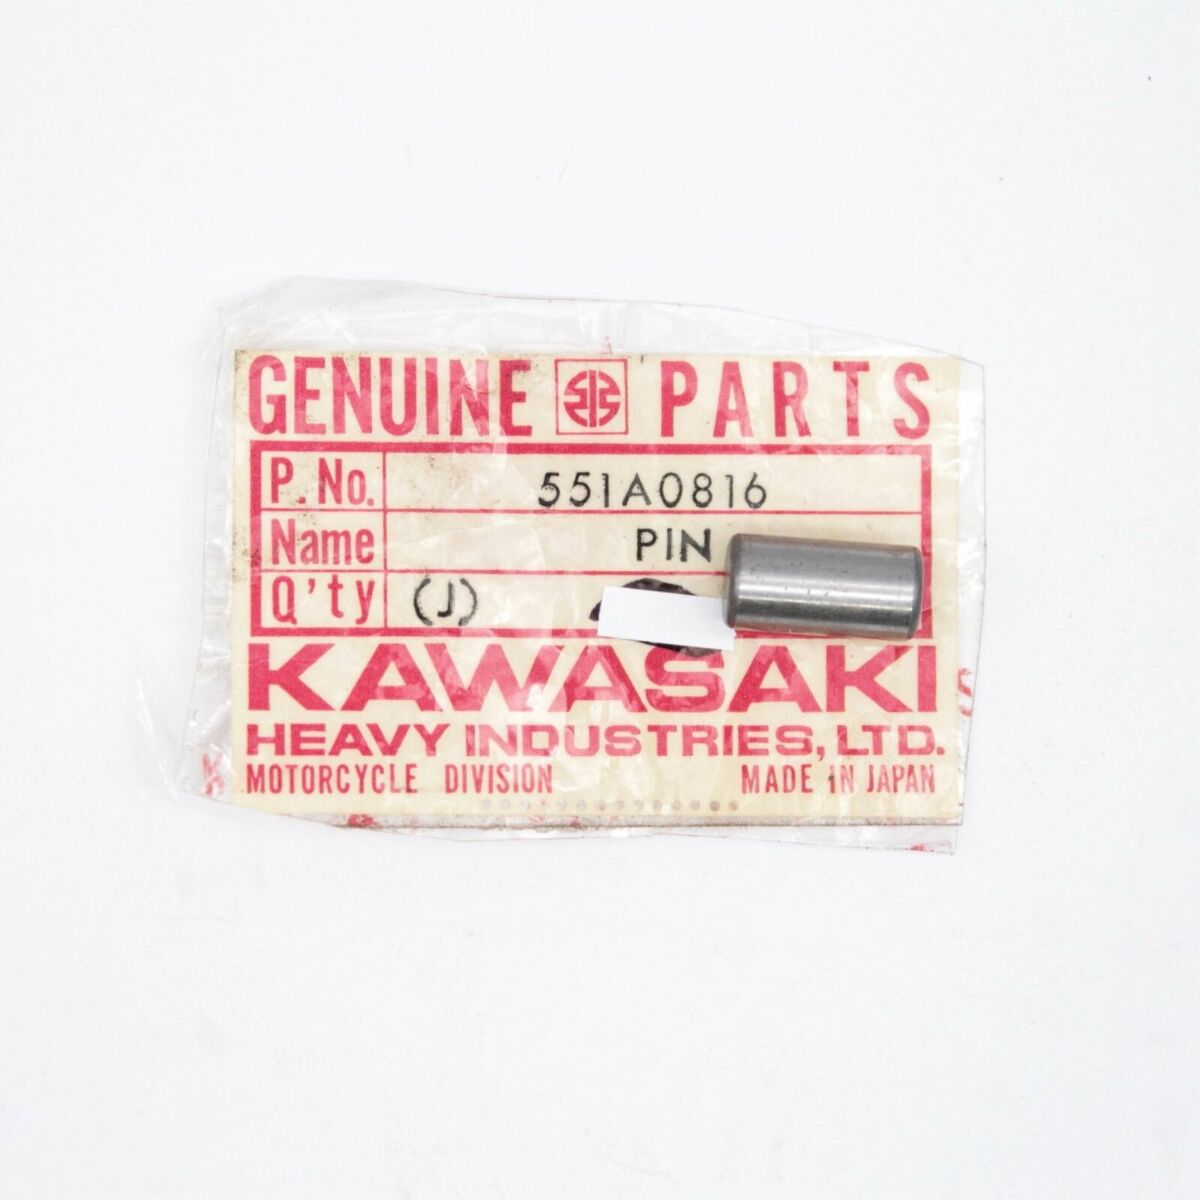 GENUINE PARTS
P. No. 551A0816
Name PIN
Q'ty (J)
KAWASAKI
HEAVY INDUSTRIES, LTD.
MOTORCYCLE DIVISION MADE IN JAPAN